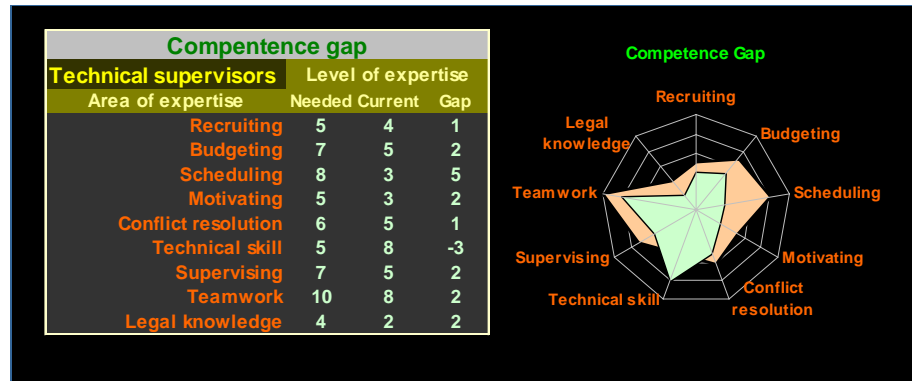 Compentence gap
Technical supervisors Level of expertise
Area of expertise Needed Current Gap
Recruiting 5 4 1
Budgeting 7 5 2
Scheduling 8 3 5
Motivating 5 3 2
Conflict resolution 6 5 1
Technical skill 5 8 -3
Supervising 7 5 2
Teamwork 10 8 2
Legal knowledge 4 2 2
Competence Gap
Recruiting
Budgeting
Scheduling
Motivating
Conflict
resolution
Technical skill
Supervising
Teamwork
Legal
knowledge